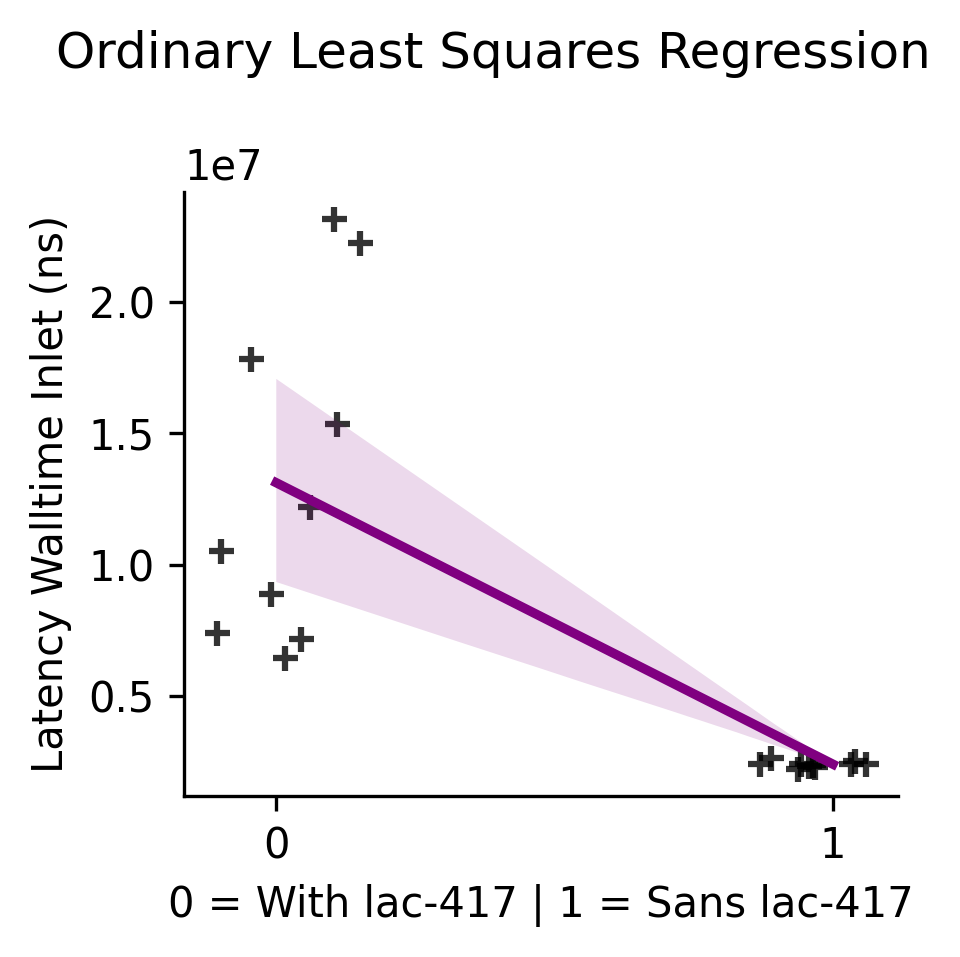 Ordinary Least Squares Regression
1e7
Latency Walltime Inlet (ns)
2.0
1.5
1.0
0.5
0 1
0 = With lac-417 | 1 = Sans lac-417